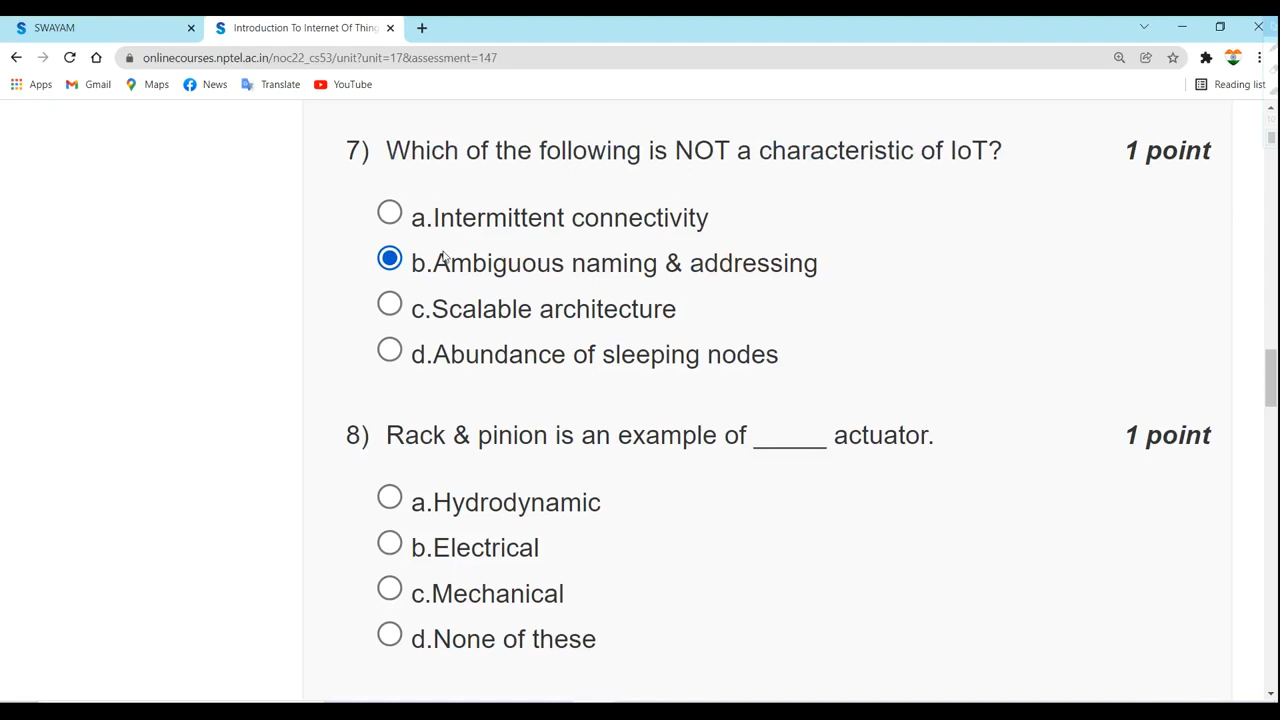 SWAYAM
Introduction To Internet Of Thing
onlinecourses.nptel.ac.in/noc22_cs53/unit?unit=17&assessment=147
Apps Gmail Maps News Translate YouTube Reading list
7) Which of the following is NOT a characteristic of IoT? 1 point
a.Intermittent connectivity
b.Ambiguous naming & addressing
c.Scalable architecture
d.Abundance of sleeping nodes
8) Rack & pinion is an example of _____ actuator. 1 point
a.Hydrodynamic
b.Electrical
c.Mechanical
d.None of these